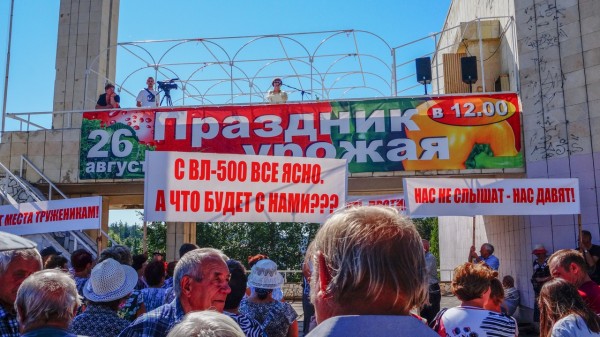 26
августа
Праздник
урожая
в 12.00
С ВЛ-500 ВСЕ ЯСНО,
А ЧТО БУДЕТ С НАМИ???
НАС НЕ СЛЫШАТ - НАС ДАВЯТ!
МЕСТА ТРУЖЕНИКАМ!